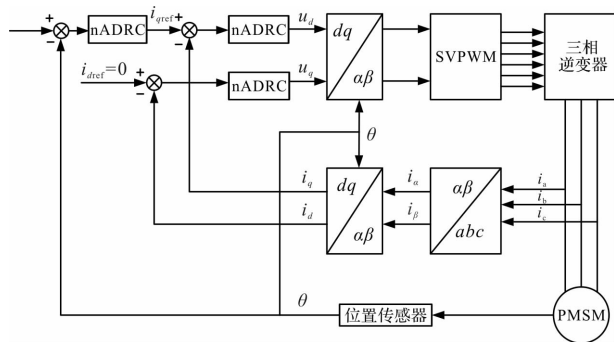 +
−
nADRC
i_qref
+
−
nADRC
u_d
dq
αβ
SVPWM
三相
逆变器
i_dref=0
+
−
nADRC
u_q
θ
i_q
i_d
dq
αβ
i_α
i_β
αβ
abc
i_a
i_b
i_c
θ
位置传感器
PMSM